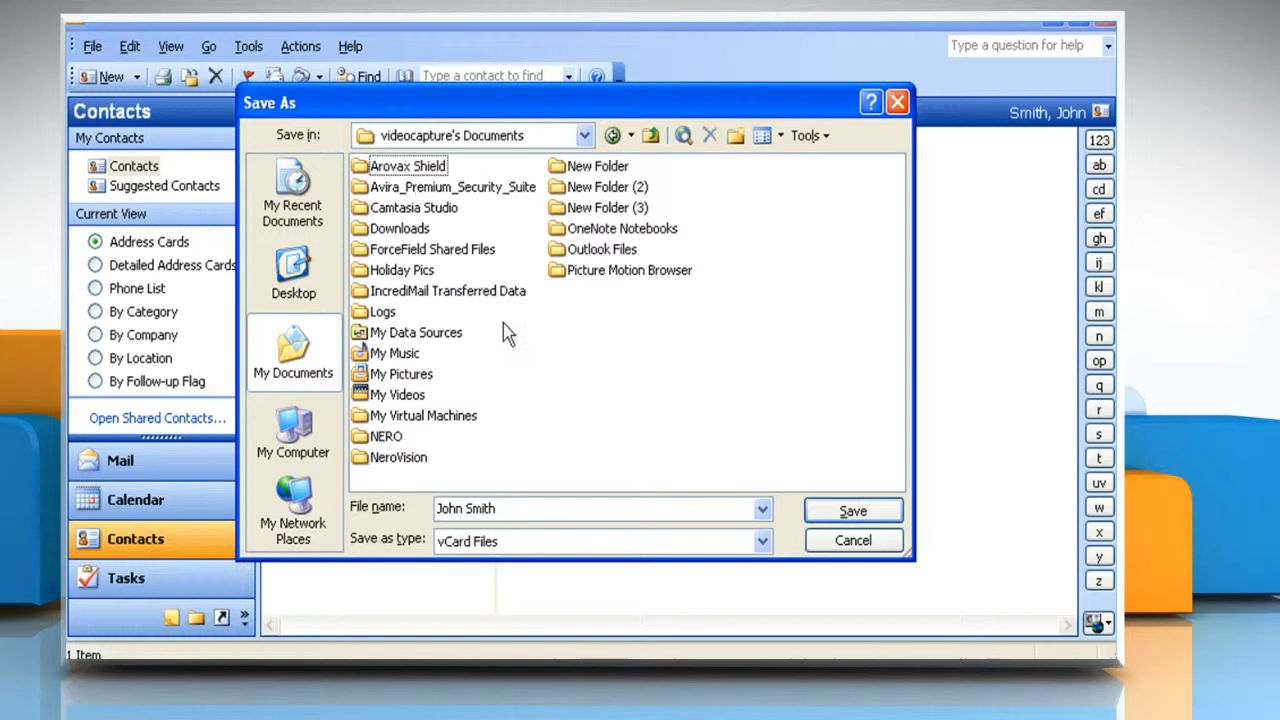 File Edit View Go Tools Actions Help
Type a question for help
New Find Type a contact to find
Contacts
Smith, John
My Contacts
Contacts
Suggested Contacts
Current View
Address Cards
Detailed Address Cards
Phone List
By Category
By Company
By Location
By Follow-up Flag
Open Shared Contacts...
Mail
Calendar
Contacts
Tasks
1 Item
Save As
Save in: videocapture's Documents Tools
My Recent
Documents
Desktop
My Documents
My Computer
My Network
Places
Arovax Shield
Avira_Premium_Security_Suite
Camtasia Studio
Downloads
ForceField Shared Files
Holiday Pics
IncrediMail Transferred Data
Logs
My Data Sources
My Music
My Pictures
My Videos
My Virtual Machines
NERO
NeroVision
New Folder
New Folder (2)
New Folder (3)
OneNote Notebooks
Outlook Files
Picture Motion Browser
File name: John Smith Save
Save as type: vCard Files Cancel
123
ab
cd
ef
gh
ij
kl
m
n
op
q
r
s
t
uv
w
x
y
z